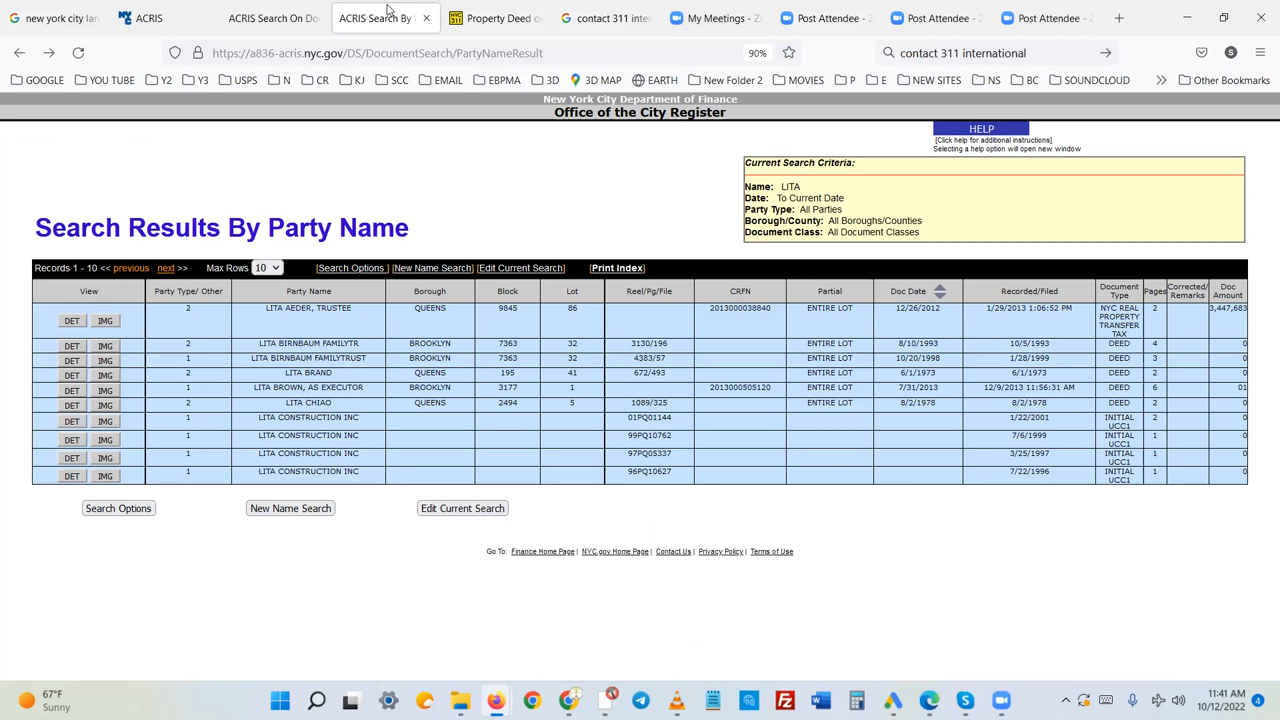 new york city lan
ACRIS
ACRIS Search On Do
ACRIS Search By
Property Deed o
contact 311 intern
My Meetings - Z
Post Attendee -
Post Attendee -
Post Attendee -
https://a836-acris.nyc.gov/DS/DocumentSearch/PartyNameResult
90%
contact 311 international
S
GOOGLE YOU TUBE Y2 Y3 USPS N CR KJ SCC EMAIL EBPMA 3D 3D MAP EARTH New Folder 2 MOVIES P E NEW SITES NS BC SOUNDCLOUD Other Bookmarks
New York City Department of Finance
Office of the City Register
HELP
[Click help for additional instructions]
Selecting a help option will open new window
Current Search Criteria:
Name: LITA
Date: To Current Date
Party Type: All Parties
Borough/County: All Boroughs/Counties
Document Class: All Document Classes
Search Results By Party Name
Records 1 - 10 << previous next >> Max Rows 10 [Search Options ] [New Name Search] [Edit Current Search] [Print Index]
View Party Type/ Other Party Name Borough Block Lot Reel/Pg/File CRFN Partial Doc Date Recorded/Filed Document Type Pages Corrected/ Remarks Doc Amount
DET IMG 2 LITA AEDER, TRUSTEE QUEENS 9845 86 2013000038840 ENTIRE LOT 12/26/2012 1/29/2013 1:06:52 PM NYC REAL PROPERTY TRANSFER TAX 2 3,447,683
DET IMG 2 LITA BIRNBAUM FAMILYTR BROOKLYN 7363 32 3130/196 ENTIRE LOT 8/10/1993 10/5/1993 DEED 4 0
DET IMG 1 LITA BIRNBAUM FAMILYTRUST BROOKLYN 7363 32 4383/57 ENTIRE LOT 10/20/1998 1/28/1999 DEED 3 0
DET IMG 2 LITA BRAND QUEENS 195 41 672/493 ENTIRE LOT 6/1/1973 6/1/1973 DEED 2 0
DET IMG 1 LITA BROWN, AS EXECUTOR BROOKLYN 3177 1 2013000505120 ENTIRE LOT 7/31/2013 12/9/2013 11:56:31 AM DEED 6 01
DET IMG 2 LITA CHIAO QUEENS 2494 5 1089/325 ENTIRE LOT 8/2/1978 8/2/1978 DEED 2 0
DET IMG 1 LITA CONSTRUCTION INC 01PQ01144 1/22/2001 INITIAL UCC1 2 0
DET IMG 1 LITA CONSTRUCTION INC 99PQ10762 7/6/1999 INITIAL UCC1 1 0
DET IMG 1 LITA CONSTRUCTION INC 97PQ05337 3/25/1997 INITIAL UCC1 1 0
DET IMG 1 LITA CONSTRUCTION INC 96PQ10627 7/22/1996 INITIAL UCC1 1 0
Search Options New Name Search Edit Current Search
Go To: Finance Home Page | NYC.gov Home Page | Contact Us | Privacy Policy | Terms of Use
67°F
Sunny
11:41 AM
10/12/2022
4